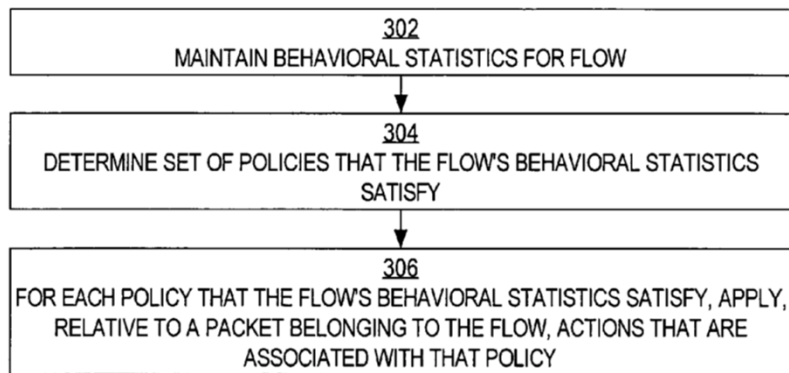 302
MAINTAIN BEHAVIORAL STATISTICS FOR FLOW
304
DETERMINE SET OF POLICIES THAT THE FLOW'S BEHAVIORAL STATISTICS
SATISFY
306
FOR EACH POLICY THAT THE FLOW'S BEHAVIORAL STATISTICS SATISFY, APPLY,
RELATIVE TO A PACKET BELONGING TO THE FLOW, ACTIONS THAT ARE
ASSOCIATED WITH THAT POLICY